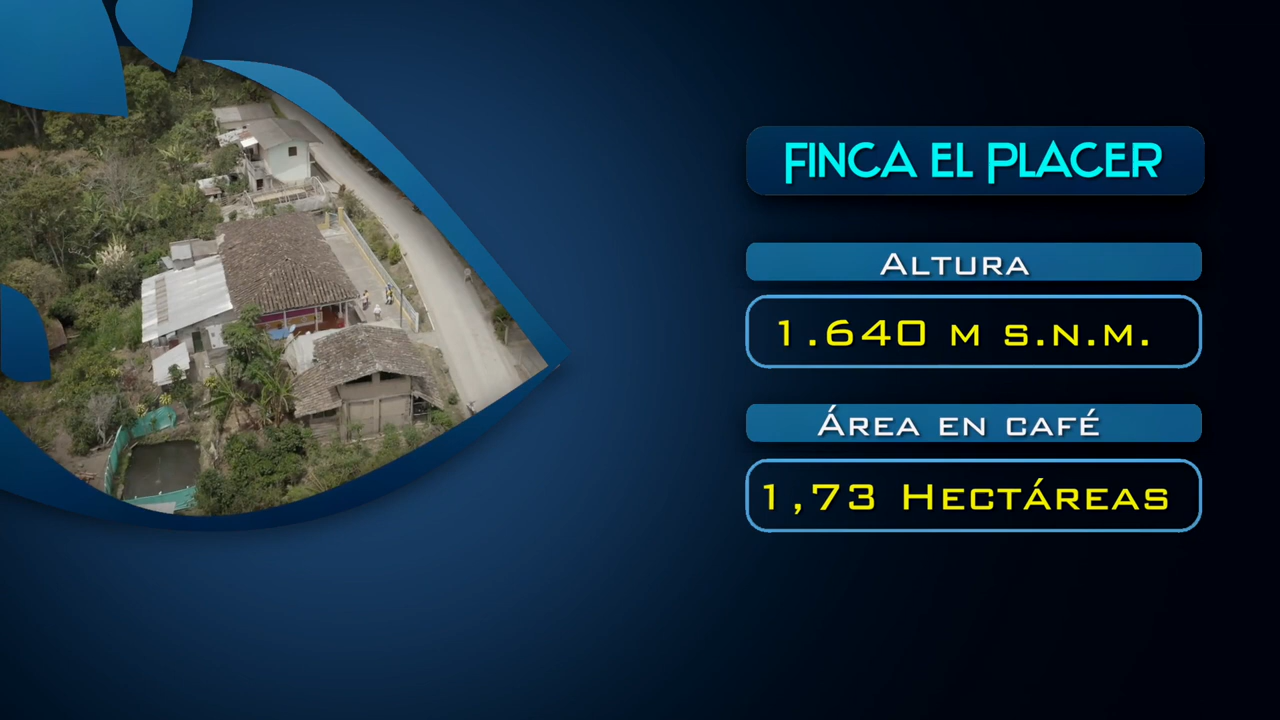 FINCA EL PLACER
ALTURA
1.640 M S.N.M.
ÁREA EN CAFÉ
1,73 HECTÁREAS